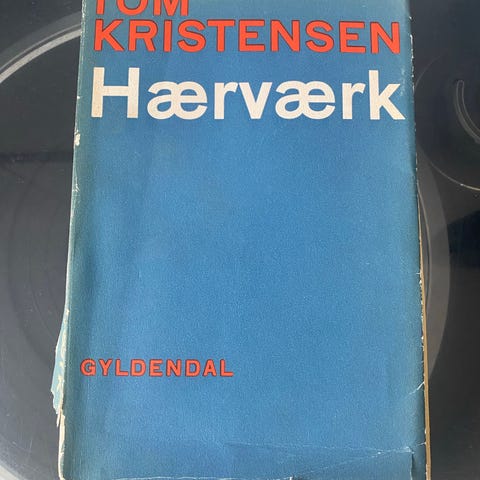 TOM
KRISTENSEN
Hærværk
GYLDENDAL